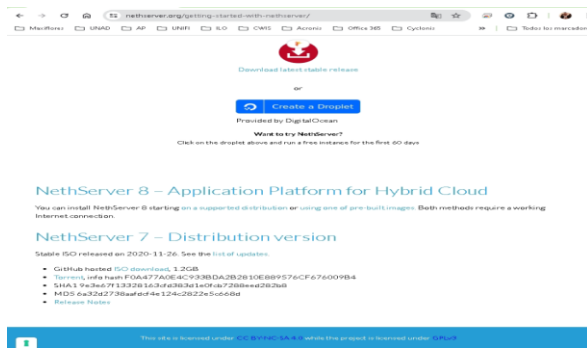 nethserver.org/getting-started-with-nethserver/
Mexiflores UNAD AP UNIFI ILO CWIS Acronis Office 365 Cyclonis » Todos los marcador
Download latest stable release
or
Create a Droplet
Provided by DigitalOcean
Want to try NethServer?
Click on the droplet above and run a free instance for the first 60 days
NethServer 8 – Application Platform for Hybrid Cloud
You can install NethServer 8 starting on a supported distribution or using one of pre-built images. Both methods require a working
Internet connection.
NethServer 7 – Distribution version
Stable ISO released on 2020-11-26. See the list of updates.
GitHub hosted ISO download, 1.2GB
Torrent, info hash F0A477A0E4C933BDA2B2810E889576CF676009B4
SHA1
MD5
Release Notes
This site is licensed under CC BY-NC-SA 4.0 while the project is licensed under GPLv3